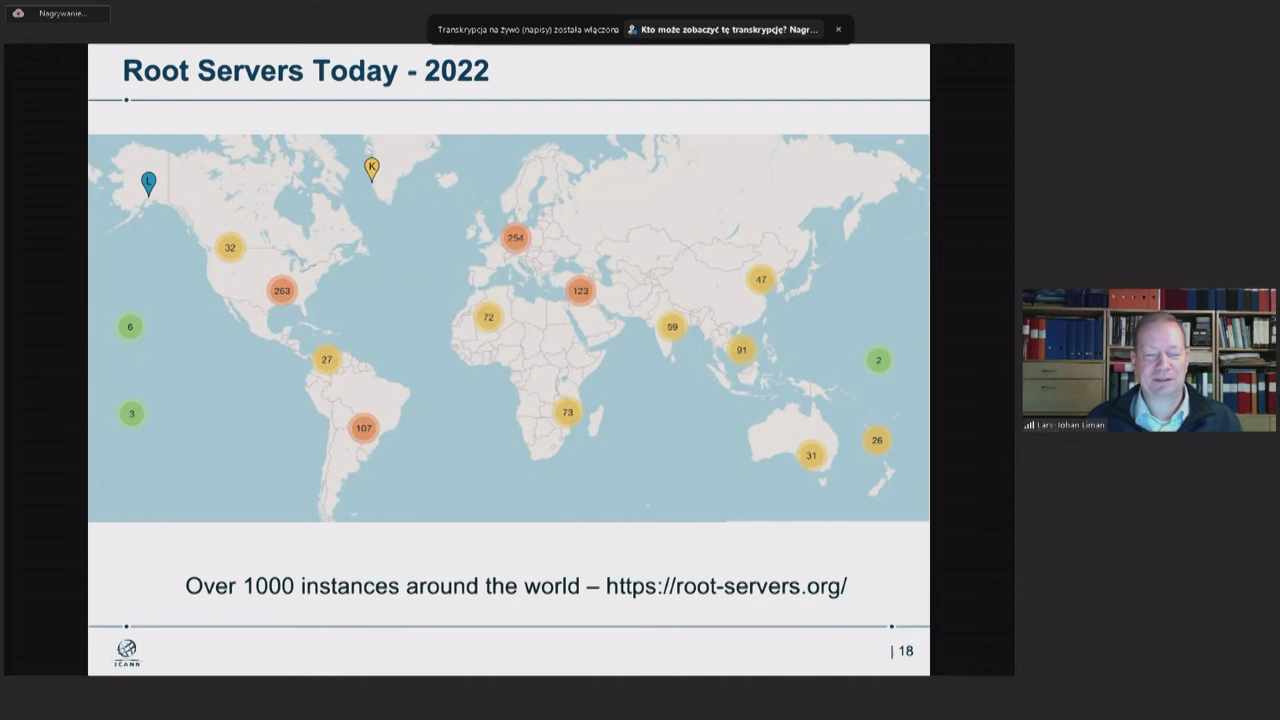 Nagrywanie...
Transkrypcja na żywo (napisy) została włączona Kto może zobaczyć tę transkrypcję? Nagr...
Root Servers Today - 2022
L
K
32
254
263
123
47
72
59
6
91
27
2
3
73
107
26
31
Lars-Johan Liman
Over 1000 instances around the world – https://root-servers.org/
ICANN
| 18